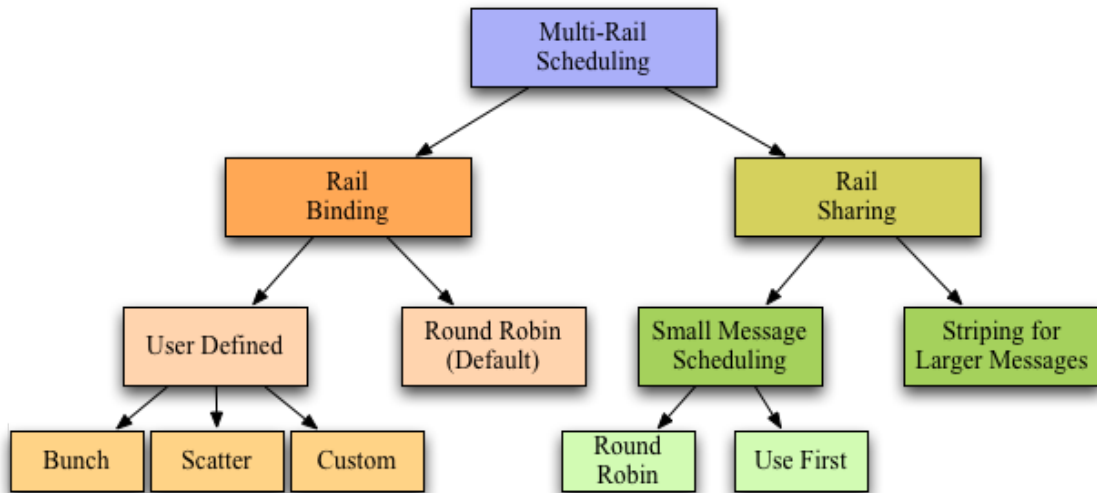 Multi-Rail
Scheduling
Rail
Binding
Rail
Sharing
User Defined
Round Robin
(Default)
Small Message
Scheduling
Striping for
Larger Messages
Bunch
Scatter
Custom
Round
Robin
Use First